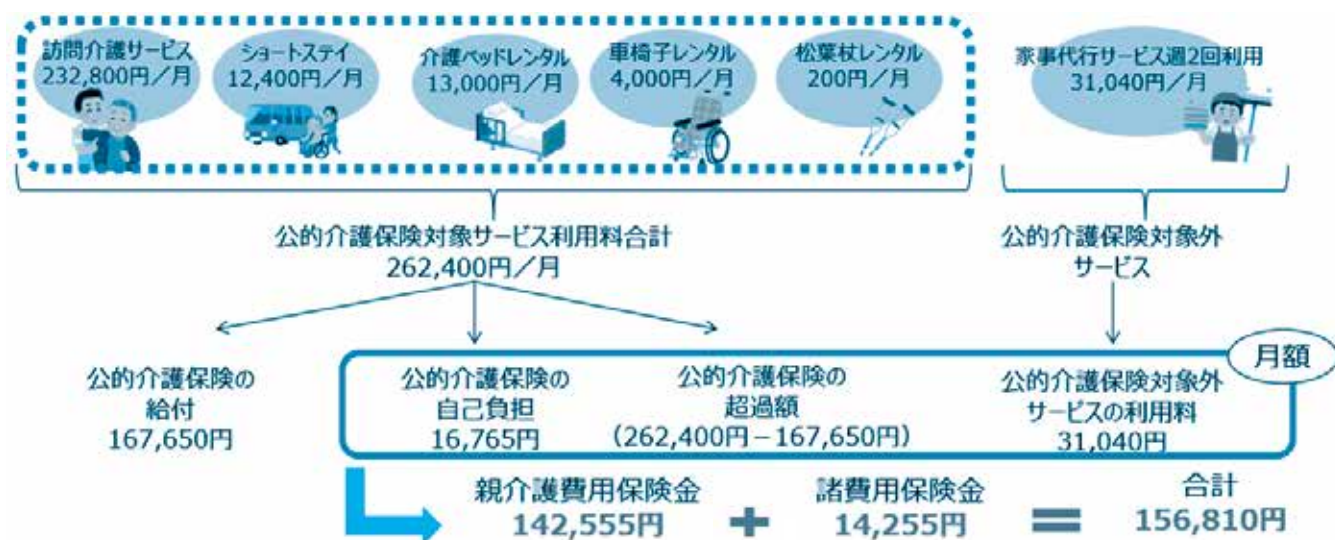 訪問介護サービス
232,800円／月
ショートステイ
12,400円／月
介護ベッドレンタル
13,000円／月
車椅子レンタル
4,000円／月
松葉杖レンタル
200円／月
家事代行サービス週2回利用
31,040円／月
公的介護保険対象サービス利用料合計
262,400円／月
公的介護保険対象外
サービス
月額
公的介護保険の
給付
167,650円
公的介護保険の
自己負担
16,765円
公的介護保険の
超過額
（262,400円－167,650円）
公的介護保険対象外
サービスの利用料
31,040円
親介護費用保険金
142,555円
+
諸費用保険金
14,255円
=
合計
156,810円